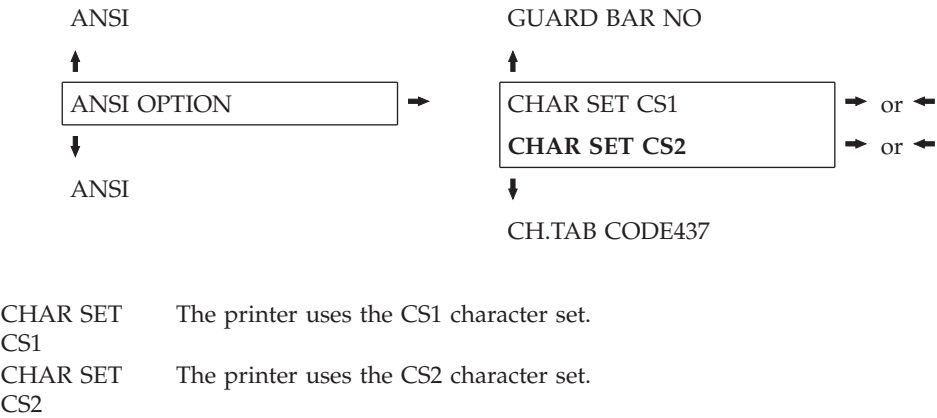 ANSI
GUARD BAR NO
ANSI OPTION
CHAR SET CS1
or
CHAR SET CS2
or
ANSI
CH.TAB CODE437
CHAR SET The printer uses the CS1 character set.
CS1
CHAR SET The printer uses the CS2 character set.
CS2